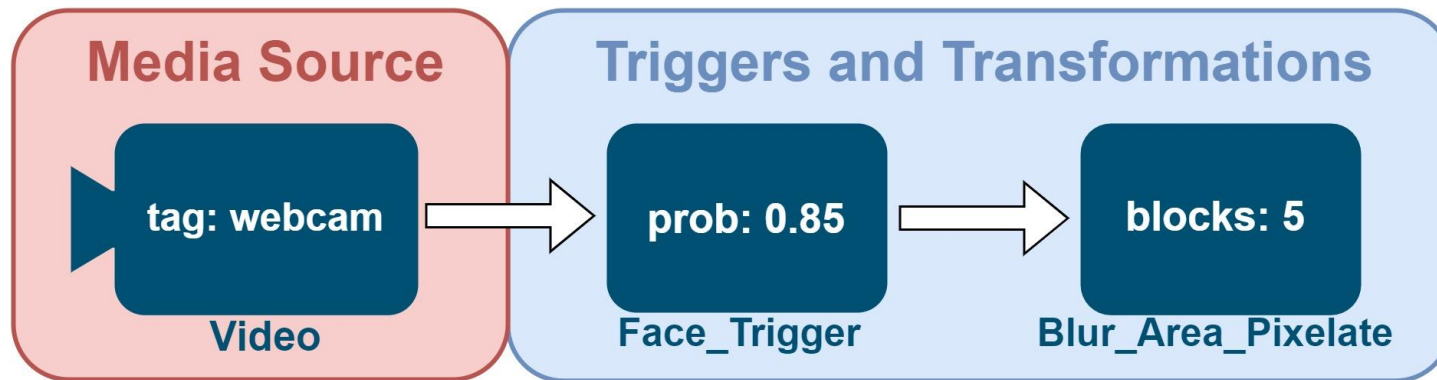 Media Source
Triggers and Transformations
tag: webcam
prob: 0.85
blocks: 5
Video
Face_Trigger
Blur_Area_Pixelate